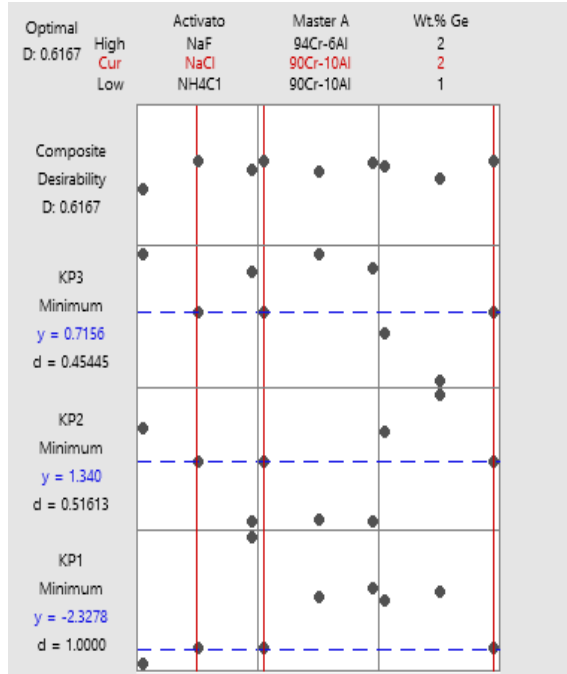 Optimal
D: 0.6167
High
Cur
Low
Activato
NaF
NaCl
NH4C1
Master A
94Cr-6Al
90Cr-10Al
90Cr-10Al
Wt.% Ge
2
2
1
Composite
Desirability
D: 0.6167
KP3
Minimum
y = 0.7156
d = 0.45445
KP2
Minimum
y = 1.340
d = 0.51613
KP1
Minimum
y = -2.3278
d = 1.0000